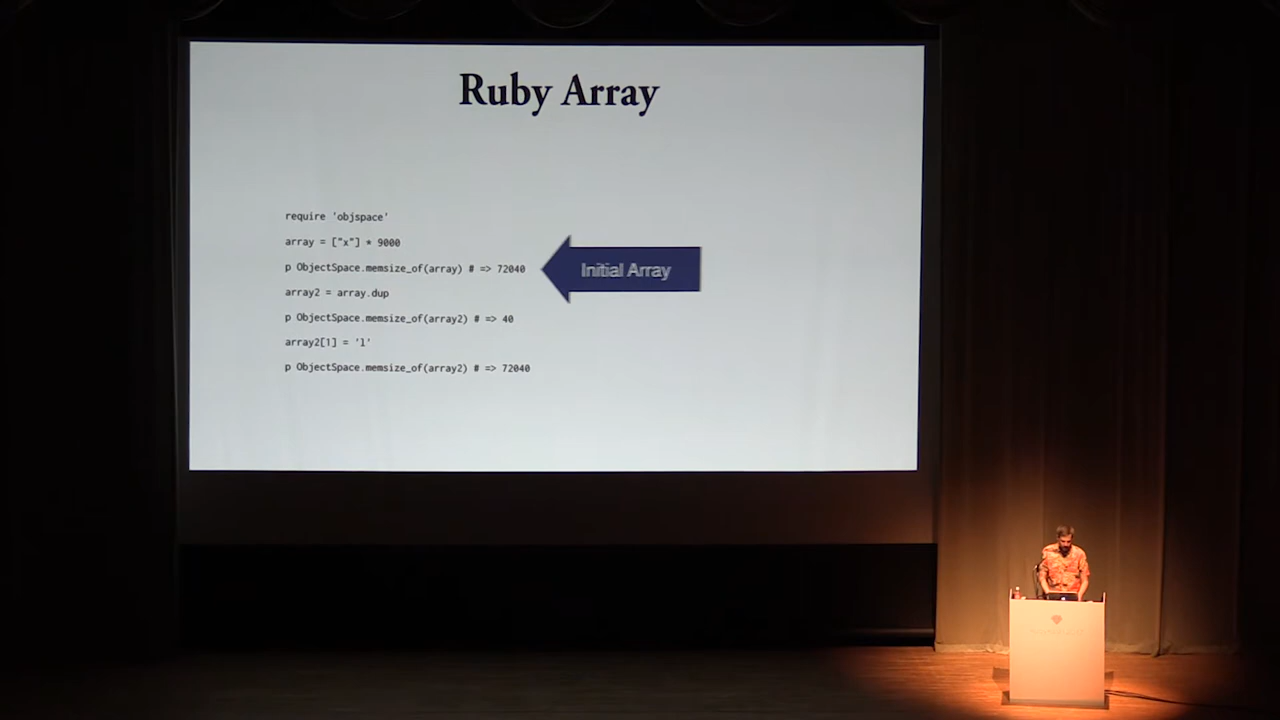 Ruby Array
require 'objspace'
array = ["x"] * 9000
p ObjectSpace.memsize_of(array) # => 72040
Initial Array
array2 = array.dup
p ObjectSpace.memsize_of(array2) # => 40
array2[1] = 'l'
p ObjectSpace.memsize_of(array2) # => 72040